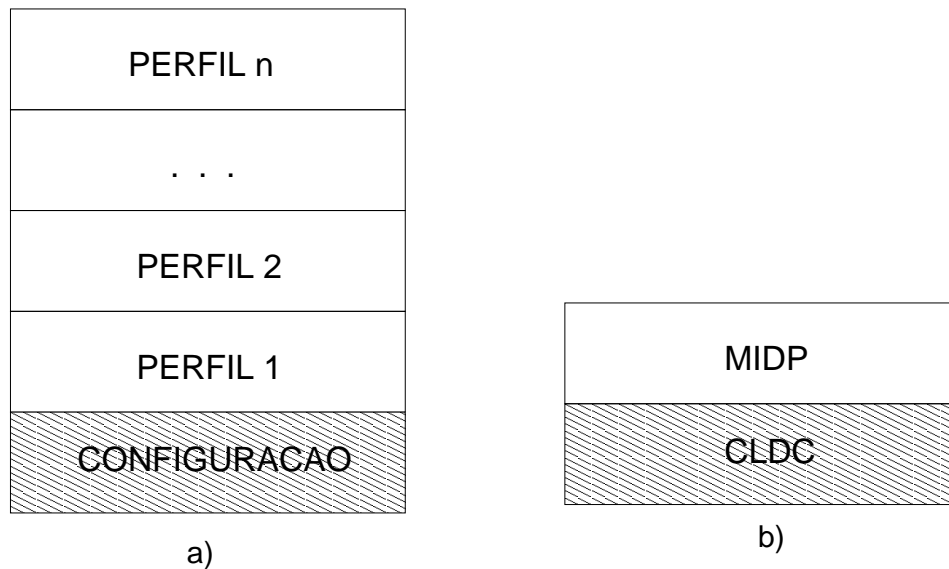 PERFIL n
. . .
PERFIL 2
PERFIL 1
CONFIGURACAO
a)
MIDP
CLDC
b)